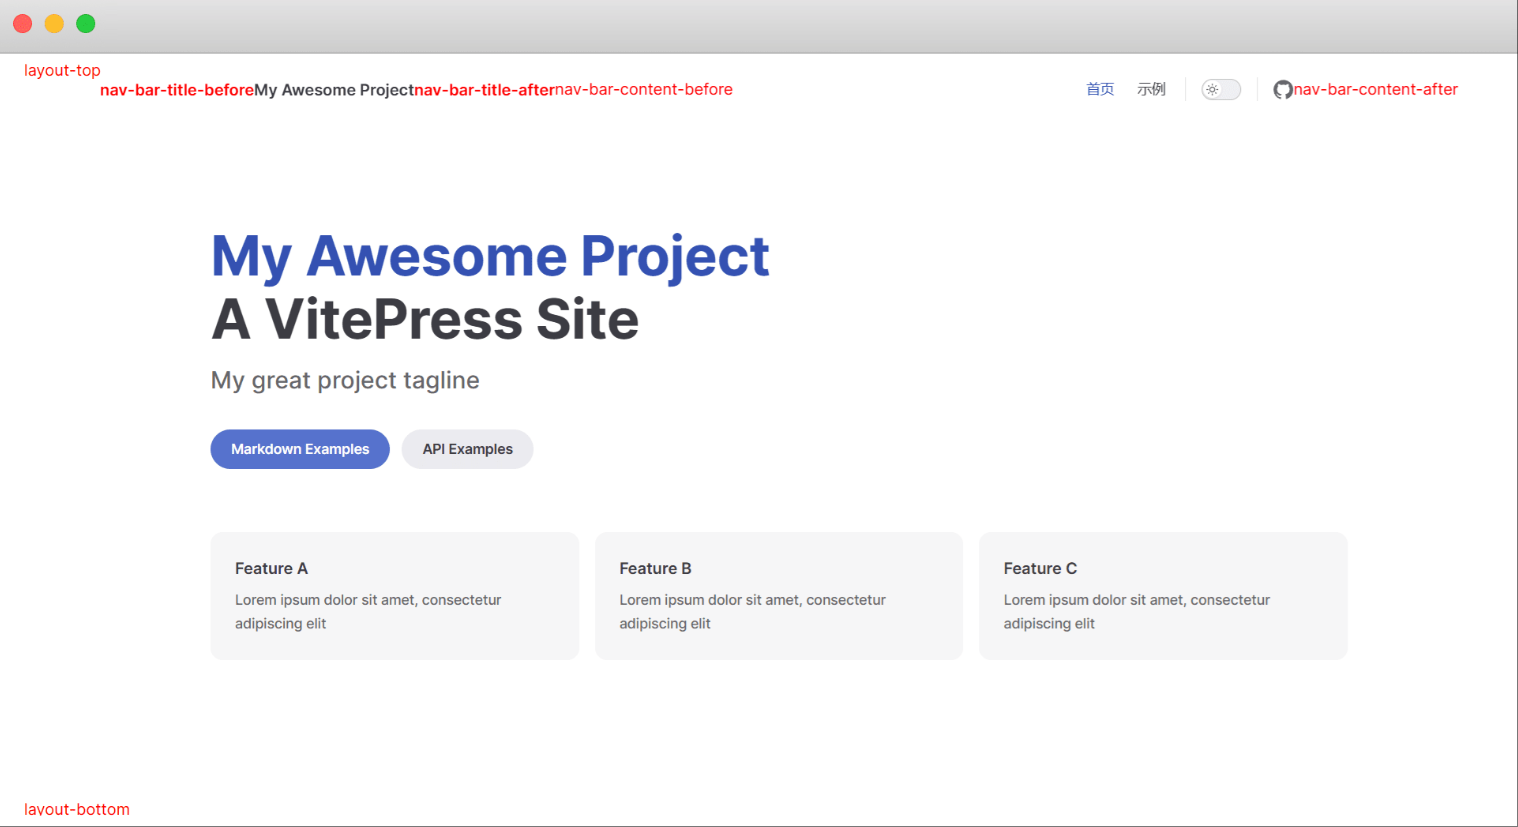 layout-top
nav-bar-title-beforeMy Awesome Projectnav-bar-title-afternav-bar-content-before 首页 示例 nav-bar-content-after
My Awesome Project
A VitePress Site
My great project tagline
Markdown Examples API Examples
Feature A
Lorem ipsum dolor sit amet, consectetur
adipiscing elit
Feature B
Lorem ipsum dolor sit amet, consectetur
adipiscing elit
Feature C
Lorem ipsum dolor sit amet, consectetur
adipiscing elit
layout-bottom